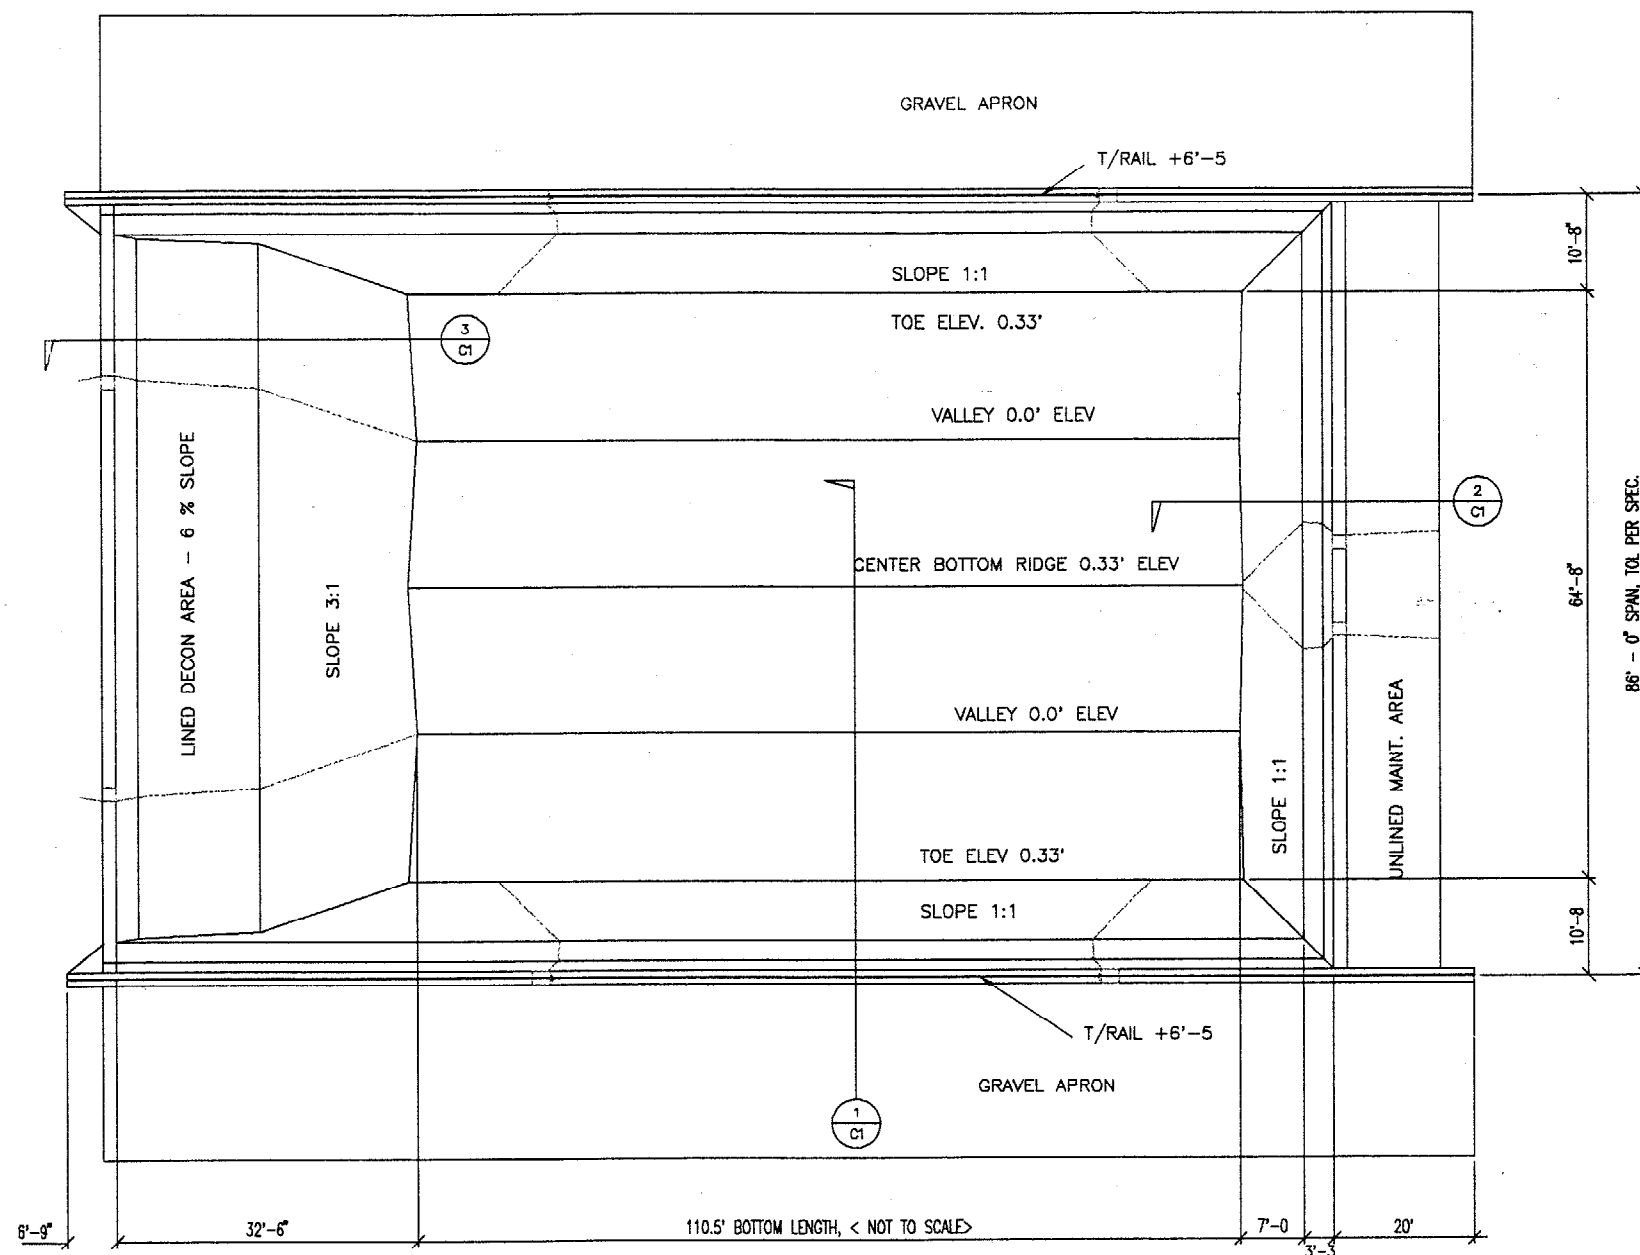 GRAVEL APRON
T/RAIL +6'-5
10'-8"
SLOPE 1:1
TOE ELEV. 0.33'
3
C1
VALLEY 0.0' ELEV
LINED DECON AREA - 6 % SLOPE
SLOPE 3:1
2
C1
CENTER BOTTOM RIDGE 0.33' ELEV
64'-8"
86' - 0" SPAN, TOL PER SPEC.
VALLEY 0.0' ELEV
SLOPE 1:1
UNLINED MAINT. AREA
TOE ELEV 0.33'
SLOPE 1:1
10'-8
T/RAIL +6'-5
GRAVEL APRON
1
C1
6'-9"
32'-6"
110.5' BOTTOM LENGTH, < NOT TO SCALE>
7'-0
3'-3
20'